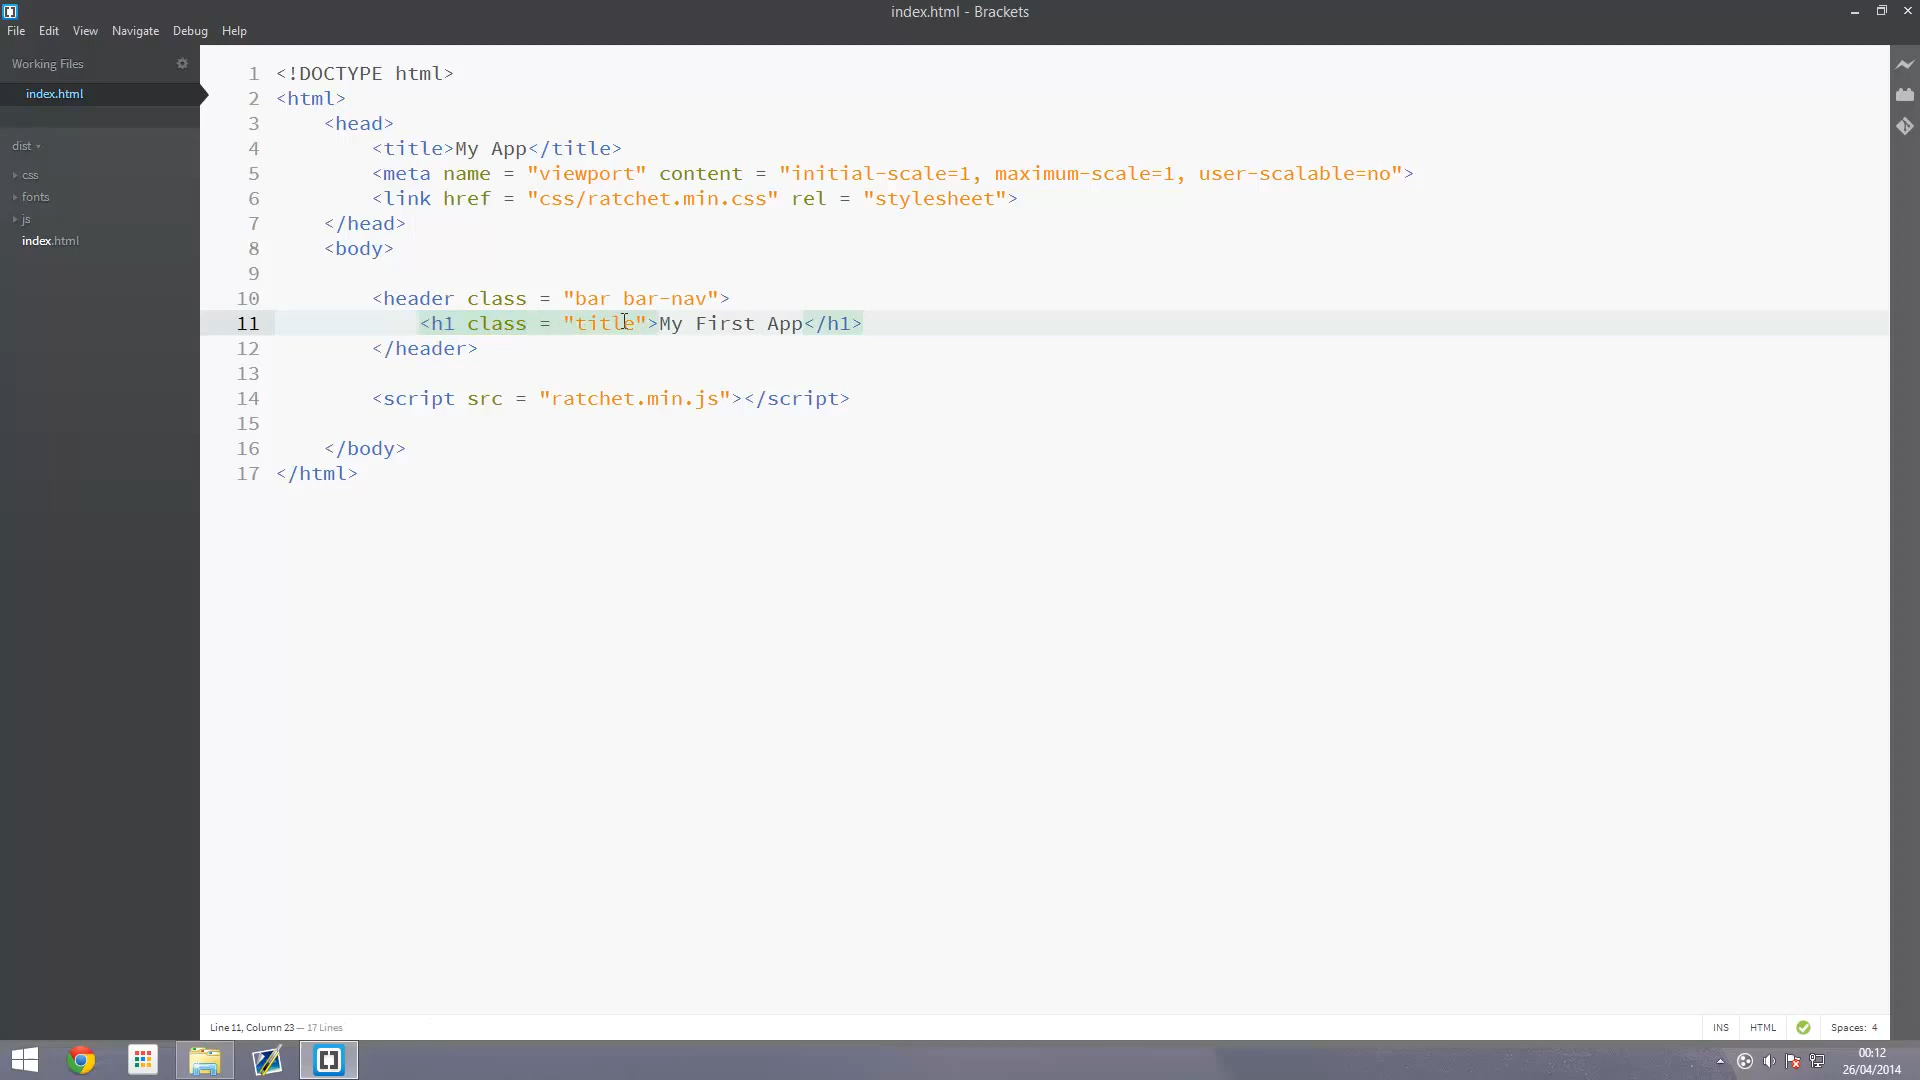 index.html - Brackets
File Edit View Navigate Debug Help
Working Files
index.html
dist
css
fonts
js
index.html
1 <!DOCTYPE html>
2 <html>
3 <head>
4 <title>My App</title>
5 <meta name = "viewport" content = "initial-scale=1, maximum-scale=1, user-scalable=no">
6 <link href = "css/ratchet.min.css" rel = "stylesheet">
7 </head>
8 <body>
9
10 <header class = "bar bar-nav">
11 <h1 class = "title">My First App</h1>
12 </header>
13
14 <script src = "ratchet.min.js"></script>
15
16 </body>
17 </html>
Line 11, Column 23 — 17 Lines
INS HTML Spaces: 4
00:12
26/04/2014